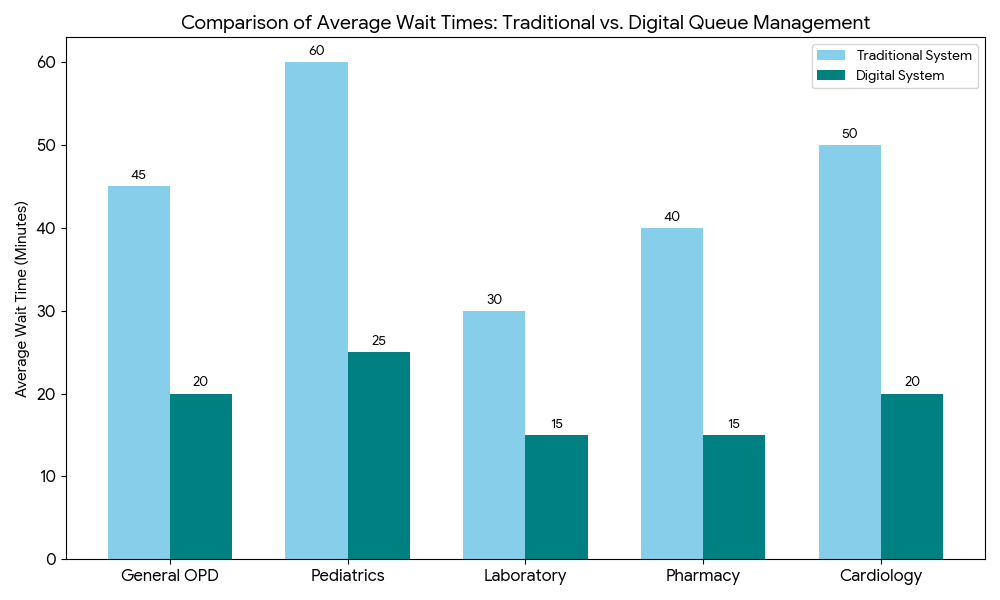 Comparison of Average Wait Times: Traditional vs. Digital Queue Management
Traditional System
Digital System
Average Wait Time (Minutes)
60
50
40
30
20
10
0
45
20
60
25
30
15
40
15
50
20
General OPD
Pediatrics
Laboratory
Pharmacy
Cardiology